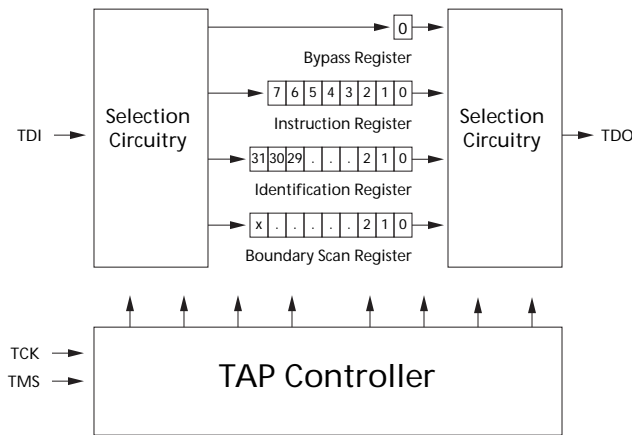 0
Bypass Register
7 6 5 4 3 2 1 0
Selection Circuitry
Selection Circuitry
Instruction Register
TDI
TDO
31 30 29 . . . 2 1 0
Identification Register
x . . . . . 2 1 0
Boundary Scan Register
TCK
TMS
TAP Controller